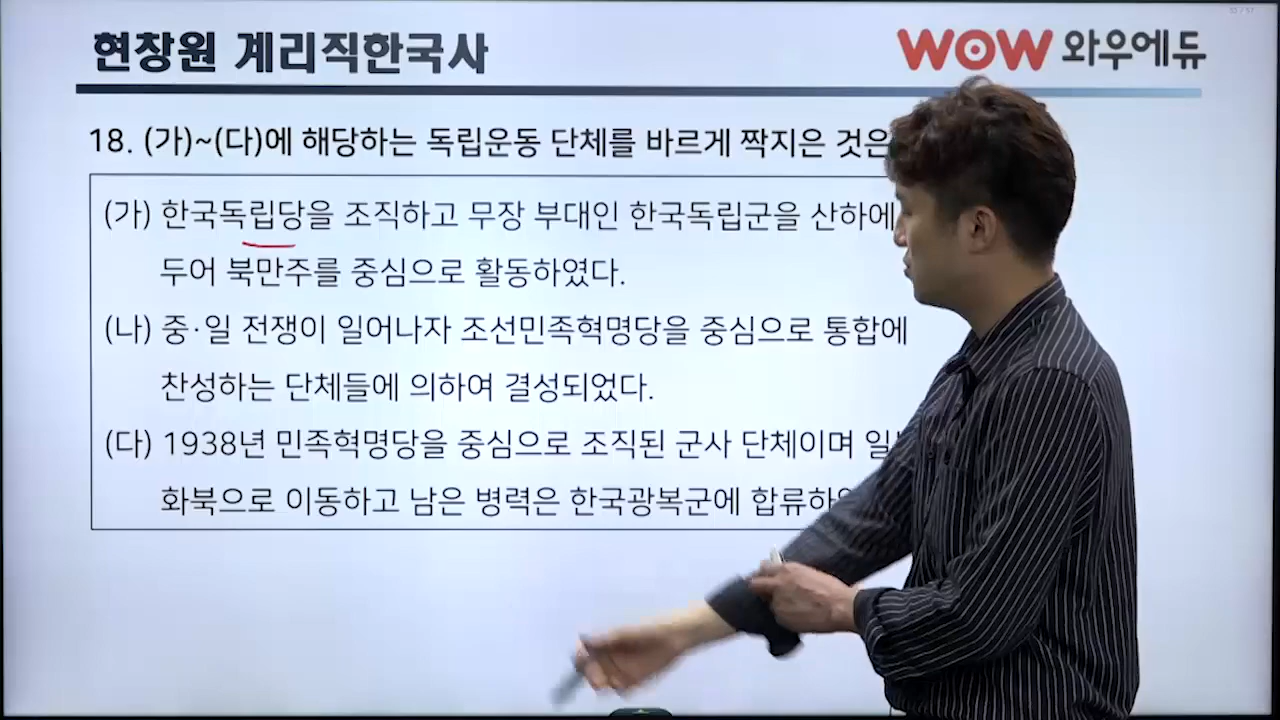 현창원 계리직한국사
WOW 와우에듀
18. (가)~(다)에 해당하는 독립운동 단체를 바르게 짝지은 것은
(가) 한국독립당을 조직하고 무장 부대인 한국독립군을 산하에
두어 북만주를 중심으로 활동하였다.
(나) 중·일 전쟁이 일어나자 조선민족혁명당을 중심으로 통합에
찬성하는 단체들에 의하여 결성되었다.
(다) 1938년 민족혁명당을 중심으로 조직된 군사 단체이며
화북으로 이동하고 남은 병력은 한국광복군에